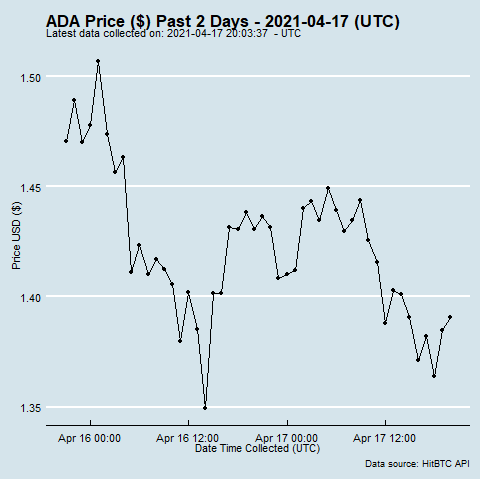 ADA Price ($) Past 2 Days - 2021-04-17 (UTC)
Latest data collected on: 2021-04-17 20:03:37 - UTC
1.50
1.45
1.40
1.35
Price USD ($)
Apr 16 00:00 Apr 16 12:00 Apr 17 00:00 Apr 17 12:00
Date Time Collected (UTC)
Data source: HitBTC API